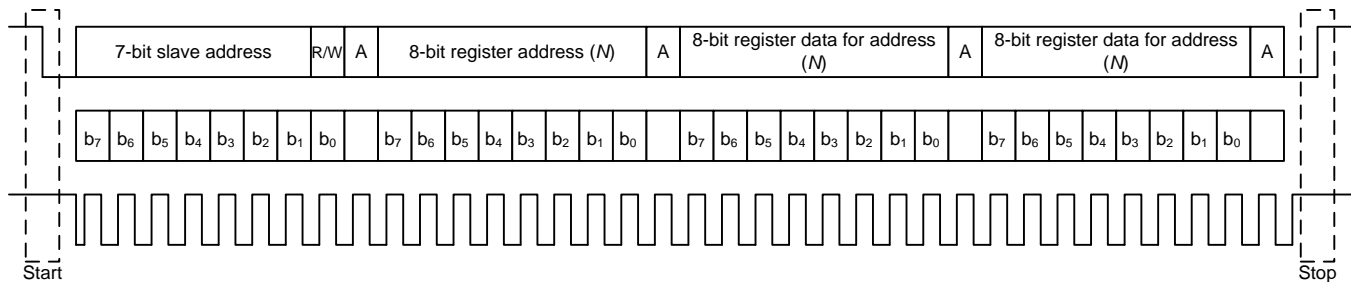 7-bit slave address R/W A 8-bit register address (N) A 8-bit register data for address (N) A 8-bit register data for address (N) A
b7 b6 b5 b4 b3 b2 b1 b0 b7 b6 b5 b4 b3 b2 b1 b0 b7 b6 b5 b4 b3 b2 b1 b0 b7 b6 b5 b4 b3 b2 b1 b0
Start Stop